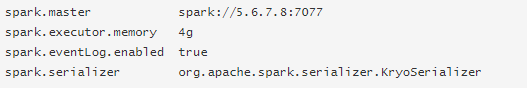 spark.master spark://5.6.7.8:7077
spark.executor.memory 4g
spark.eventLog.enabled true
spark.serializer org.apache.spark.serializer.KryoSerializer